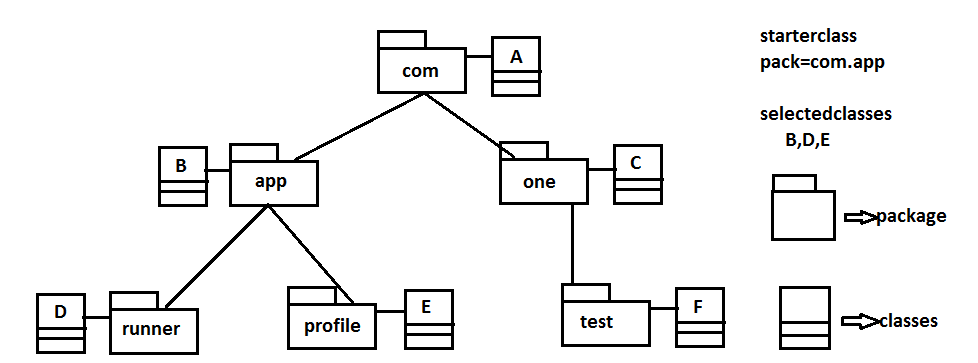 starterclass
pack=com.app
com
A
selectedclasses
B,D,E
B
app
one
C
package
D
runner
profile
E
test
F
classes